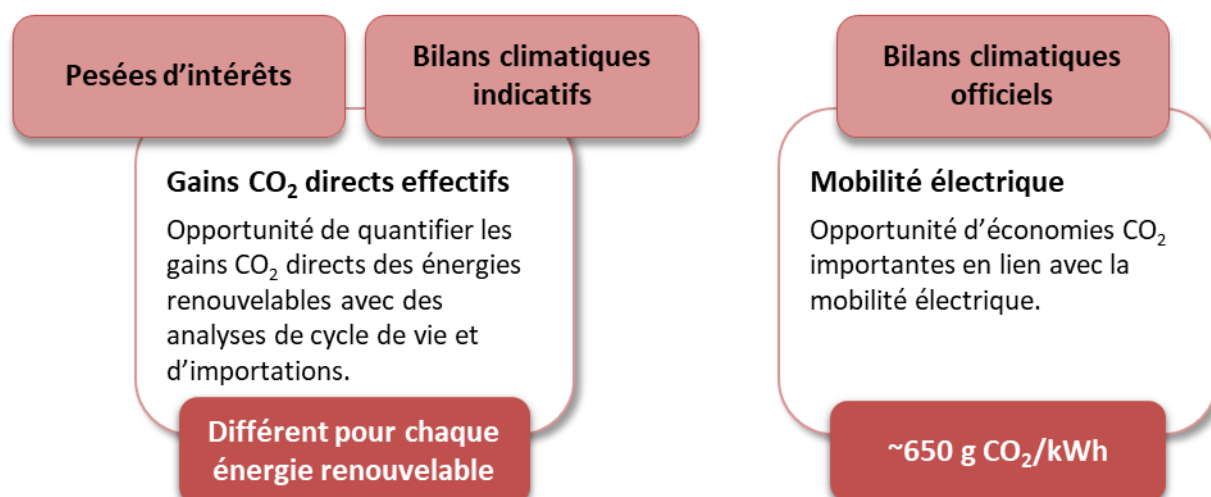 Pesées d’intérêts
Bilans climatiques
indicatifs
Gains CO₂ directs effectifs
Opportunité de quantifier les
gains CO₂ directs des énergies
renouvelables avec des
analyses de cycle de vie et
d’importations.
Différent pour chaque
énergie renouvelable
Bilans climatiques
officiels
Mobilité électrique
Opportunité d’économies CO₂
importantes en lien avec la
mobilité électrique.
~650 g CO₂/kWh